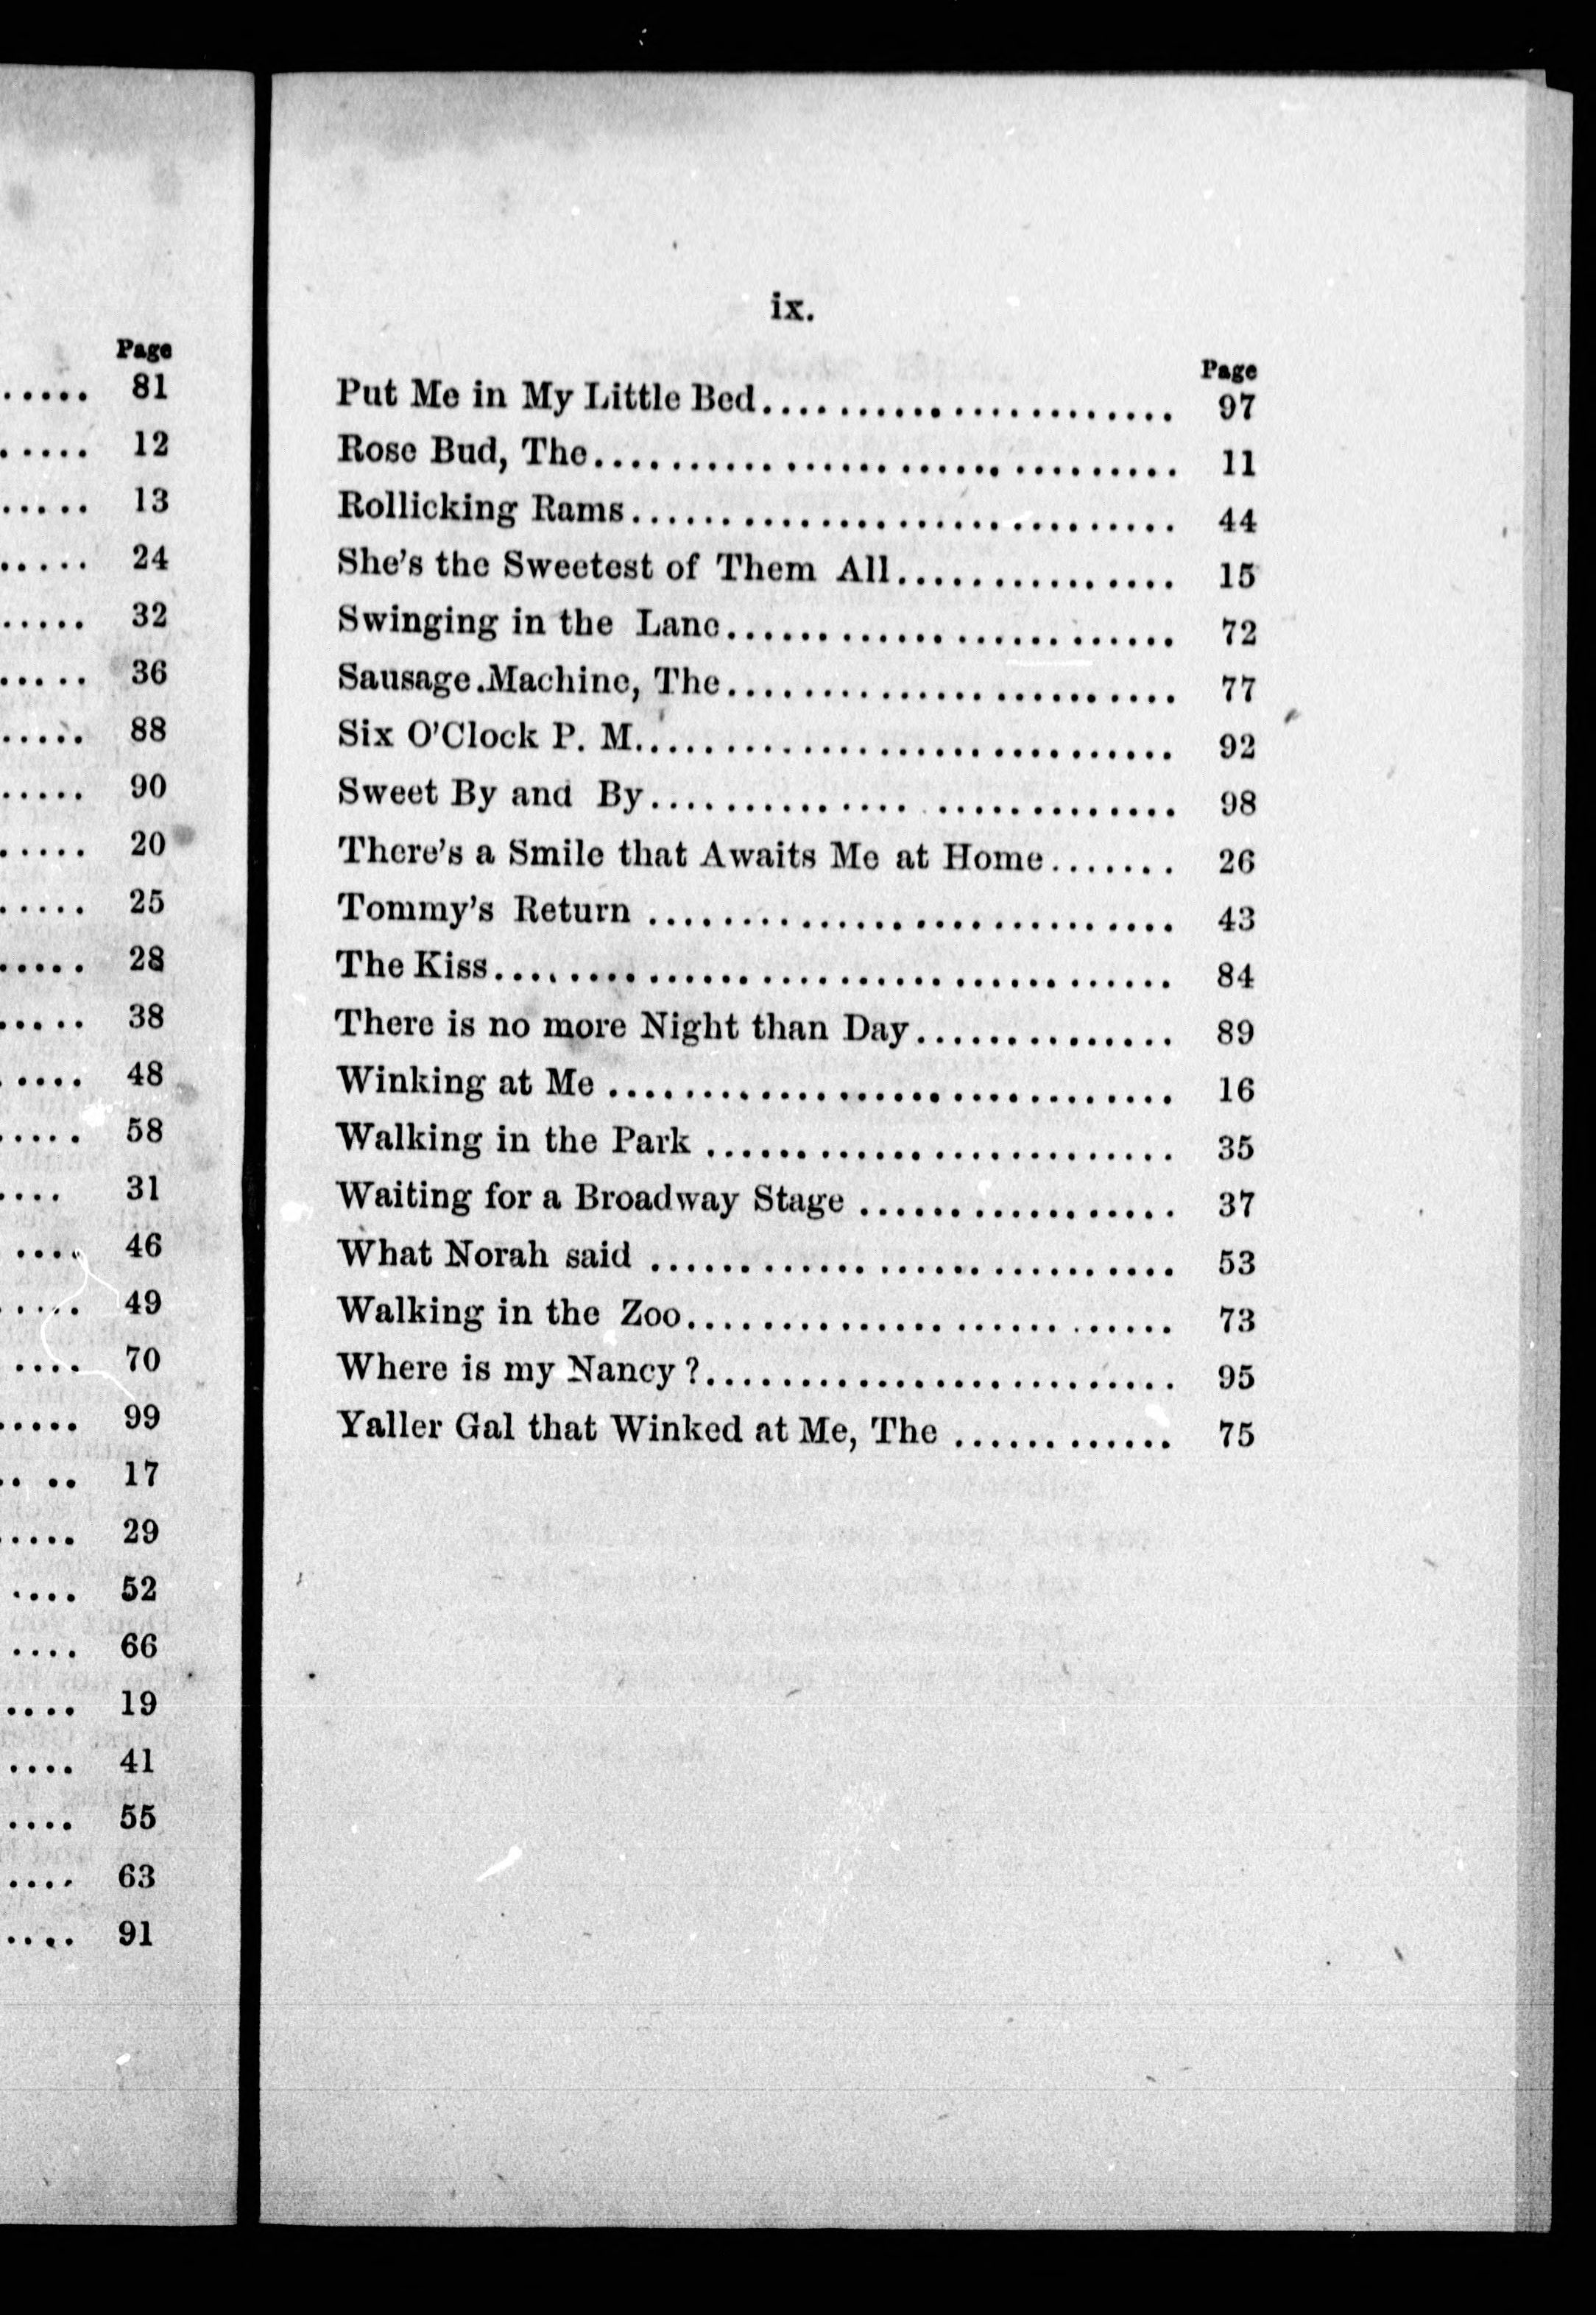 Page
..... 81
..... 12
..... 13
..... 24
..... 32
..... 36
..... 88
..... 90
..... 20
..... 25
..... 28
..... 38
..... 48
..... 58
.... 31
.... 46
..... 49
.... 70
..... 99
.. .. 17
..... 29
.... 52
.... 66
.... 19
.... 41
.... 55
.... 63
.... 91
ix.
Page
Put Me in My Little Bed...................... 97
Rose Bud, The............................... 11
Rollicking Rams............................. 44
She's the Sweetest of Them All............... 15
Swinging in the Lane........................ 72
Sausage.Machine, The........................ 77
Six O'Clock P. M............................. 92
Sweet By and By............................ 98
There's a Smile that Awaits Me at Home....... 26
Tommy's Return ............................ 43
The Kiss.................................... 84
There is no more Night than Day.............. 89
Winking at Me .............................. 16
Walking in the Park ......................... 35
Waiting for a Broadway Stage ................. 37
What Norah said ............................ 53
Walking in the Zoo.......................... 73
Where is my Nancy ?......................... 95
Yaller Gal that Winked at Me, The ............ 75